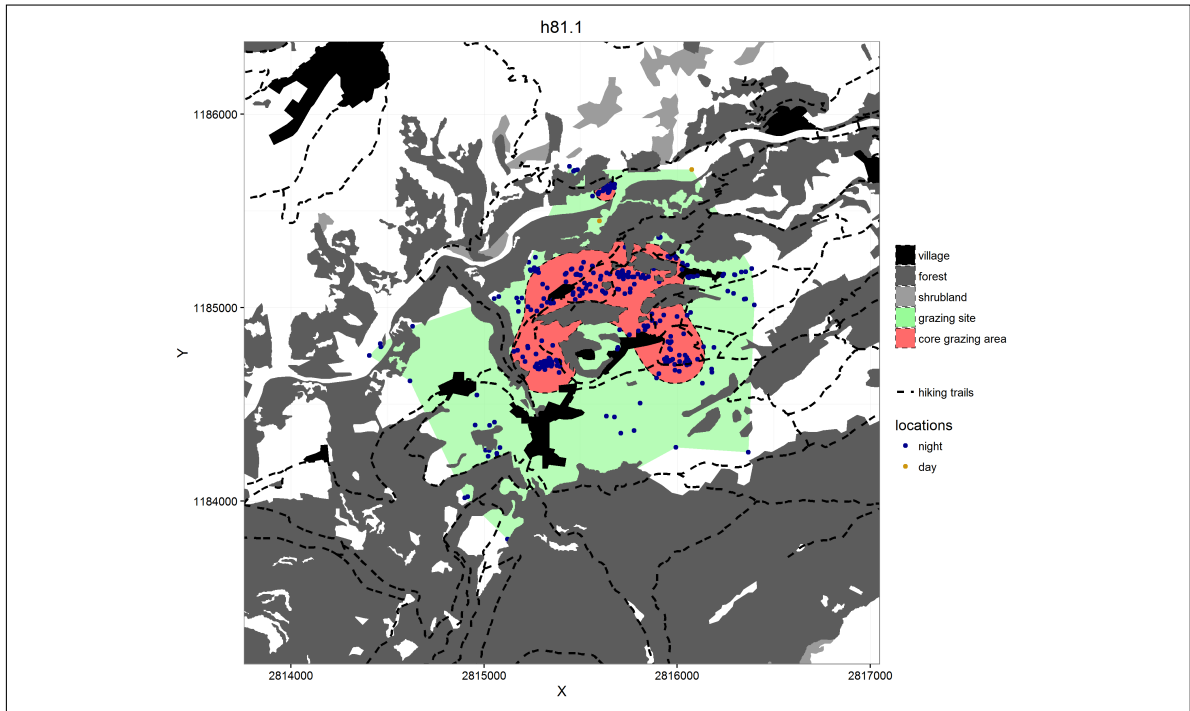 h81.1
1186000
1185000
1184000
Y
2814000
2815000
2816000
2817000
X
village
forest
shrubland
grazing site
core grazing area
hiking trails
locations
night
day